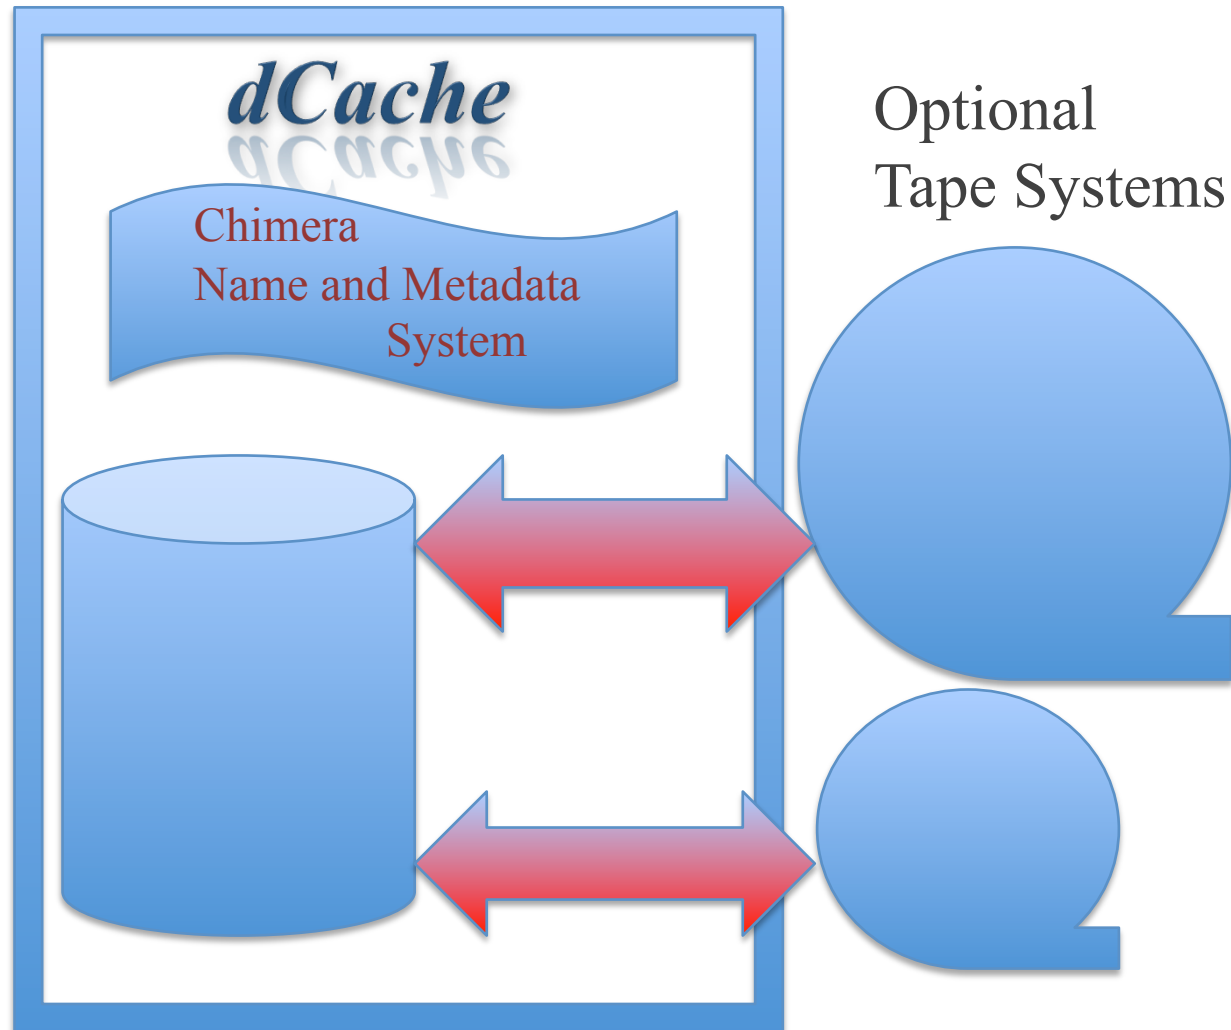 dCache
Optional
Tape Systems
Chimera
Name and Metadata
System